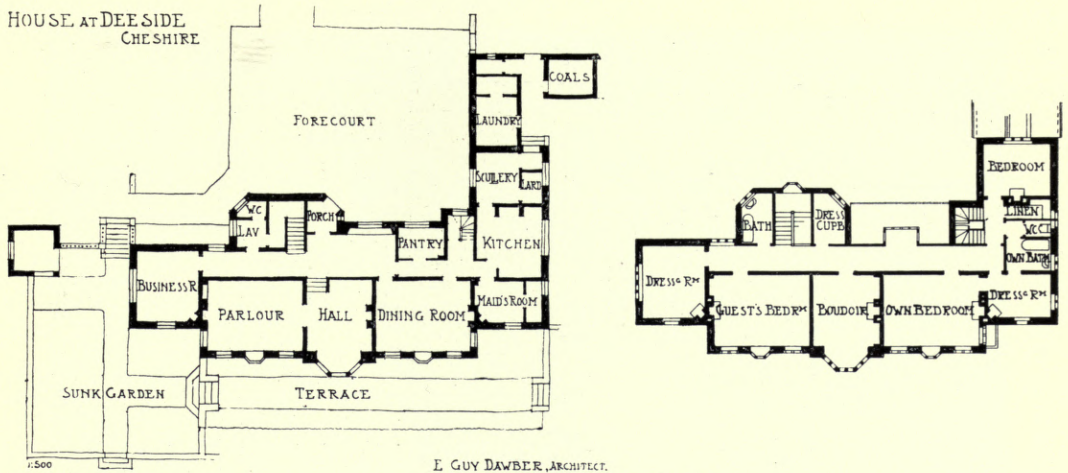 HOUSE AT DEESIDE
CHESHIRE
COALS
LAUNDRY
FORECOURT
SCULLERY
LARD
WC
PORCH
LAV
PANTRY
KITCHEN
BUSINESS R.
MAID'S ROOM
PARLOUR
HALL
DINING ROOM
SUNK GARDEN
TERRACE
1:500
E GUY DAWBER, ARCHITECT.
BEDROOM
LINEN
BATH
DRESS
CUPB
WC
OWN BATH
DRESSG RM
GUEST'S BEDRM
BOUDOIR
OWN BEDROOM
DRESSG RM